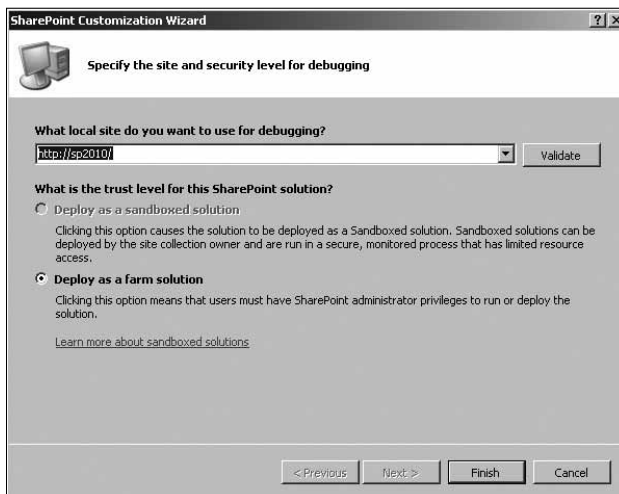 SharePoint Customization Wizard
Specify the site and security level for debugging
What local site do you want to use for debugging?
http://sp2010/
Validate
What is the trust level for this SharePoint solution?
Deploy as a sandboxed solution
Clicking this option causes the solution to be deployed as a Sandboxed solution. Sandboxed solutions can be
deployed by the site collection owner and are run in a secure, monitored process that has limited resource
access.
Deploy as a farm solution
Clicking this option means that users must have SharePoint administrator privileges to run or deploy the
solution.
Learn more about sandboxed solutions
< Previous
Next >
Finish
Cancel